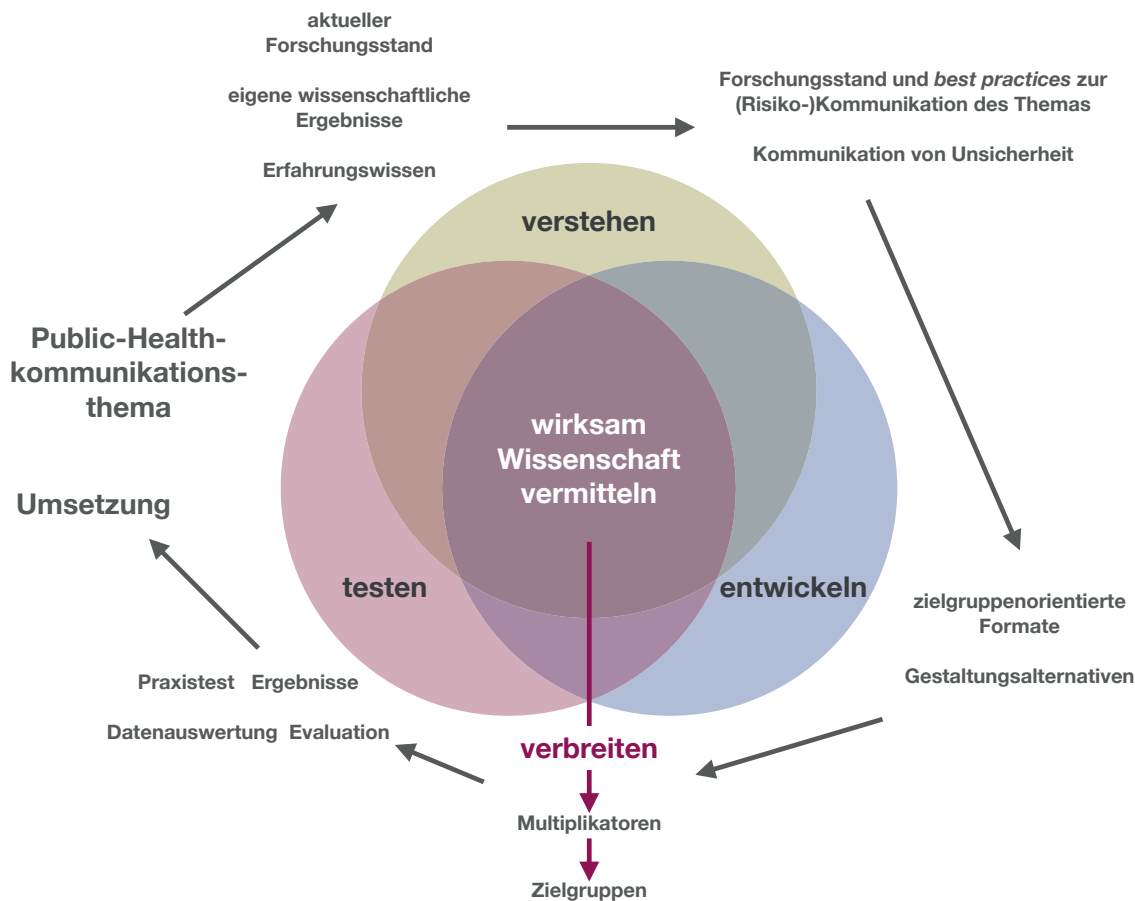 aktueller
Forschungsstand
eigene wissenschaftliche
Ergebnisse
Erfahrungswissen
Forschungsstand und best practices zur
(Risiko-)Kommunikation des Themas
Kommunikation von Unsicherheit
verstehen
Public-Health-
kommunikations-
thema
wirksam
Wissenschaft
vermitteln
Umsetzung
testen
entwickeln
zielgruppenorientierte
Formate
Gestaltungsalternativen
Praxistest Ergebnisse
Datenauswertung Evaluation
verbreiten
Multiplikatoren
Zielgruppen